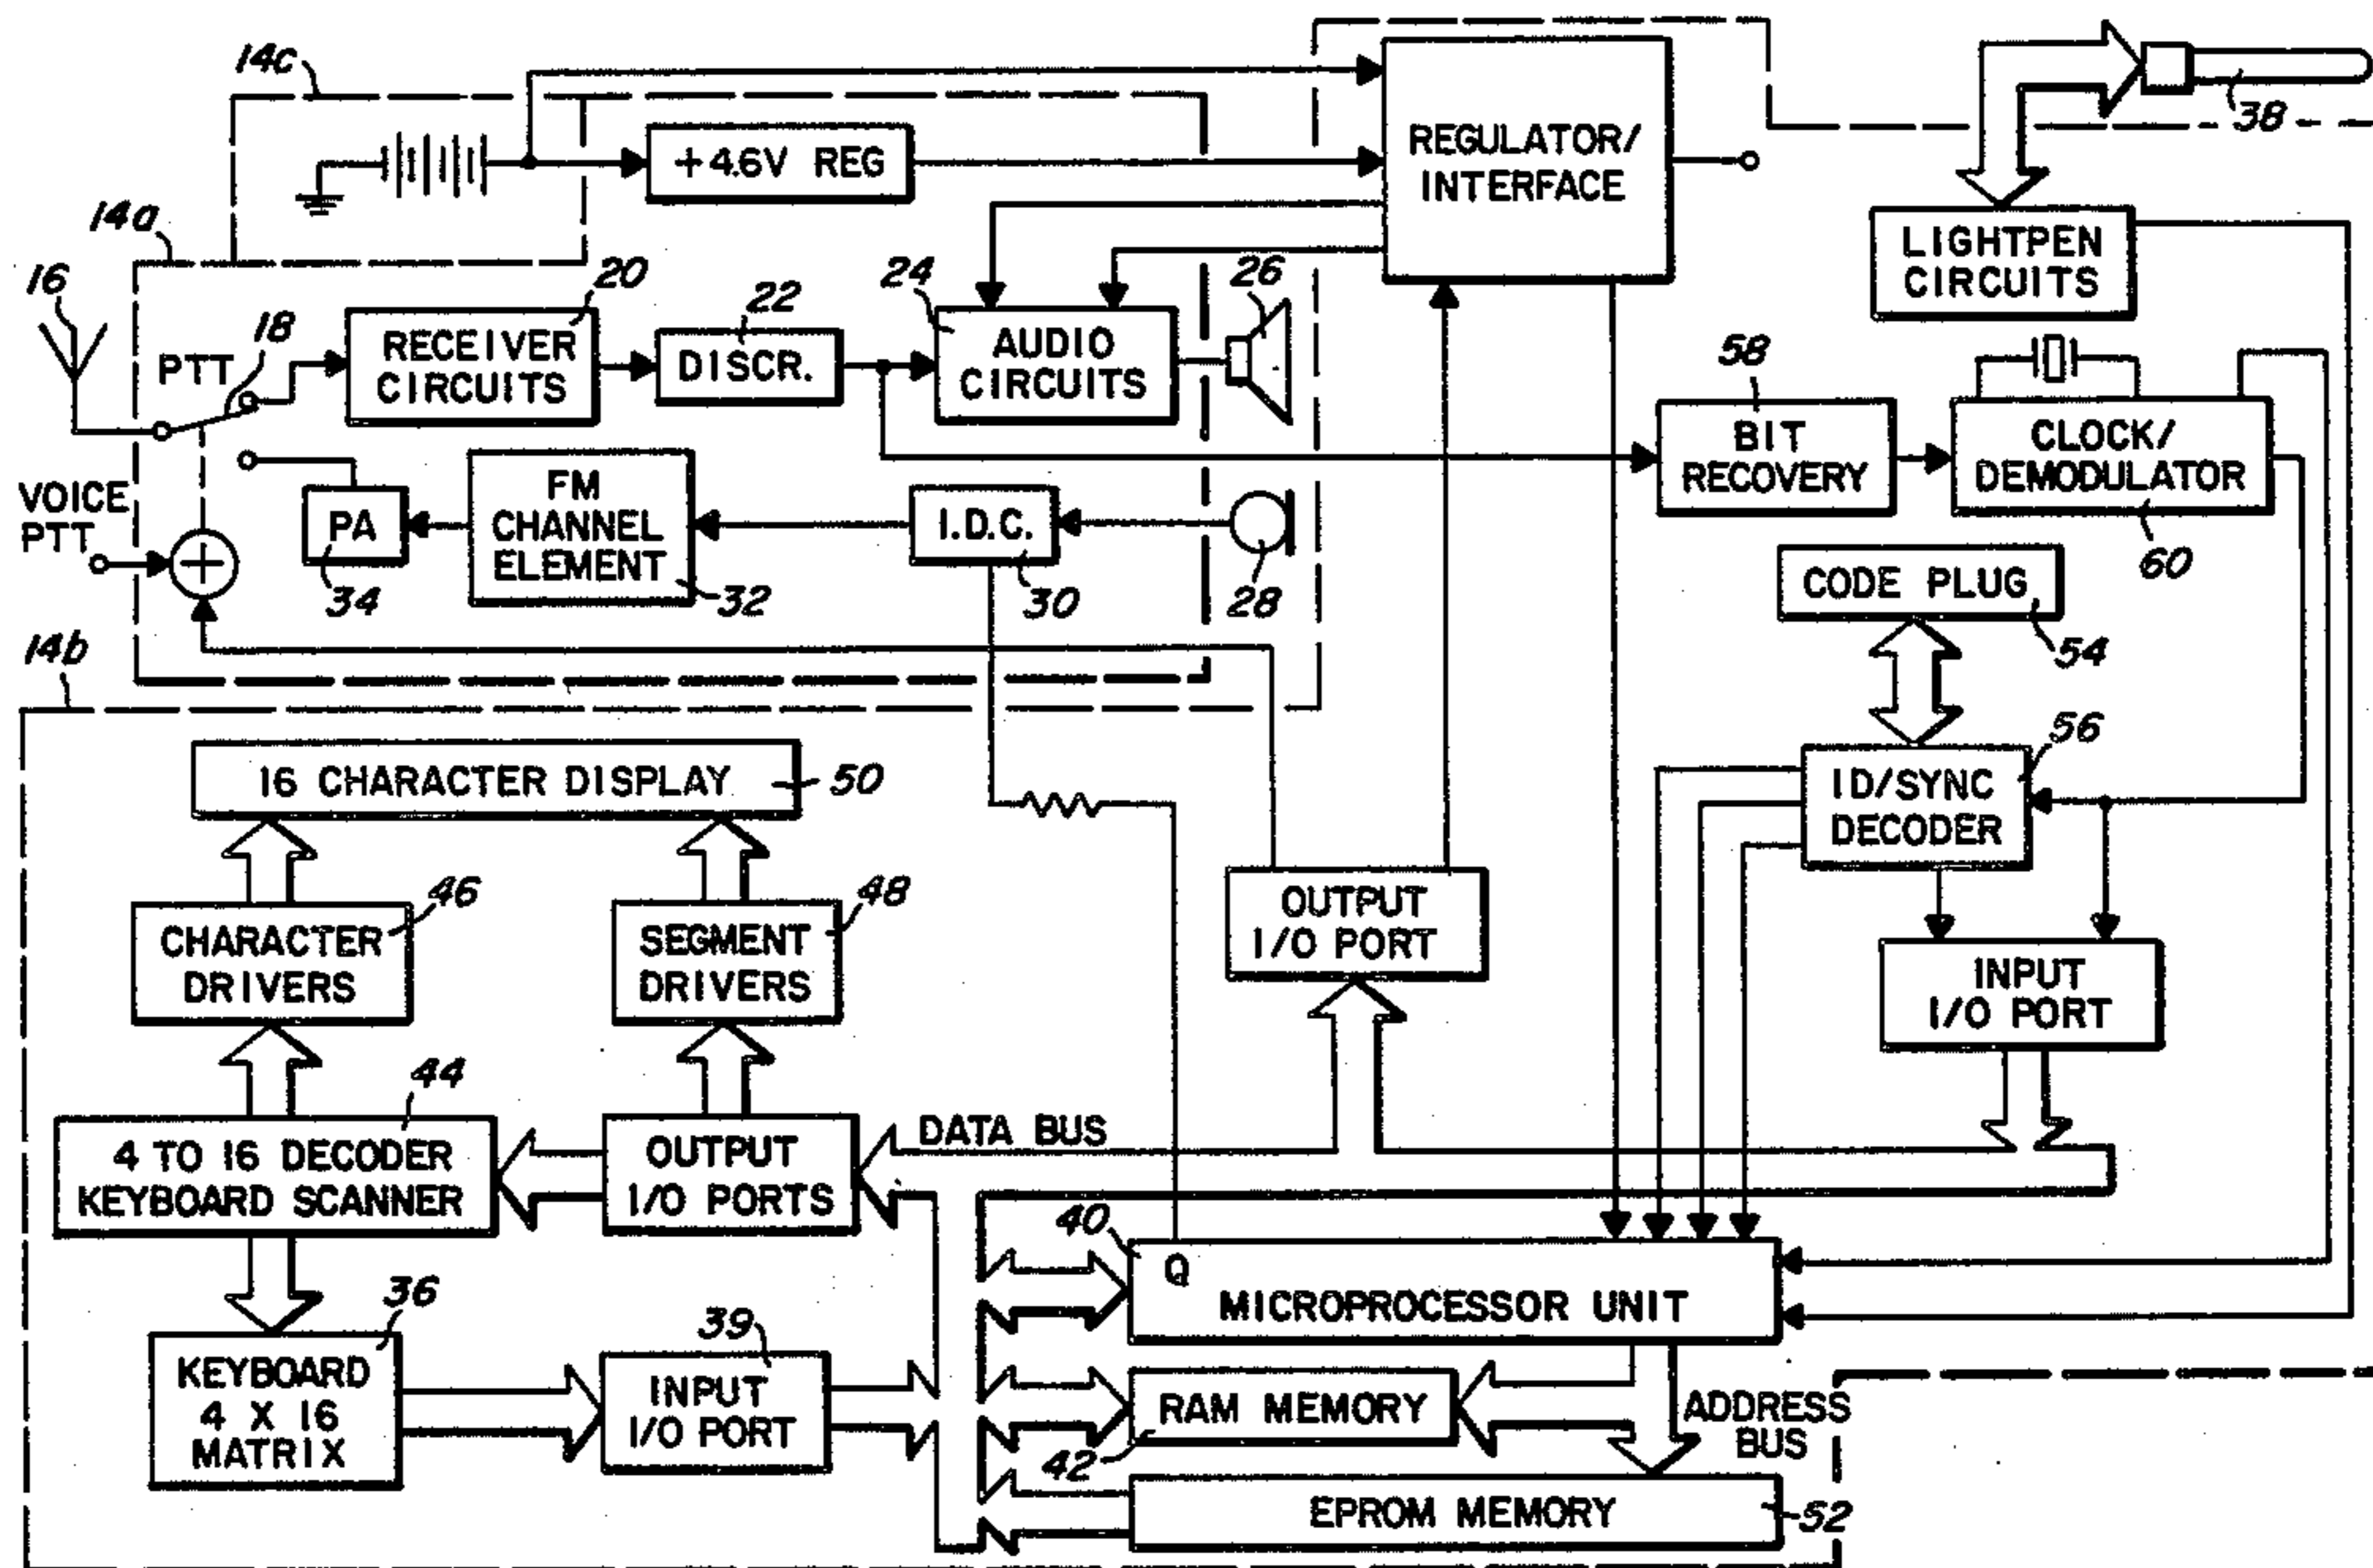 14c
+4.6V REG
REGULATOR/
INTERFACE
38
14a
16
PTT
18
20
RECEIVER
CIRCUITS
22
DISCR.
24
AUDIO
CIRCUITS
26
LIGHTPEN
CIRCUITS
58
BIT
RECOVERY
CLOCK/
DEMODULATOR
60
VOICE
PTT
PA
34
FM
CHANNEL
ELEMENT
32
I.D.C.
30
28
CODE PLUG
54
14b
16 CHARACTER DISPLAY
50
56
ID/SYNC
DECODER
46
CHARACTER
DRIVERS
48
SEGMENT
DRIVERS
OUTPUT
I/O PORT
INPUT
I/O PORT
44
4 TO 16 DECODER
KEYBOARD SCANNER
OUTPUT
I/O PORTS
DATA BUS
40
Q
MICROPROCESSOR UNIT
36
KEYBOARD
4 X 16
MATRIX
39
INPUT
I/O PORT
RAM MEMORY
42
ADDRESS
BUS
EPROM MEMORY
52